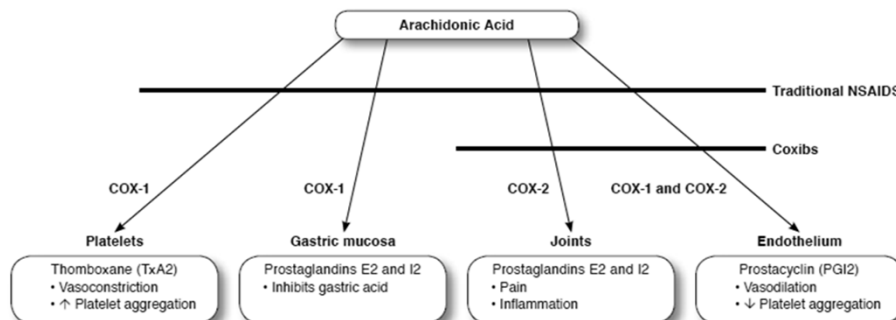 Arachidonic Acid
Traditional NSAIDS
Coxibs
COX-1
COX-1
COX-2
COX-1 and COX-2
Platelets
Gastric mucosa
Joints
Endothelium
Thomboxane (TxA2)
• Vasoconstriction
• ↑ Platelet aggregation
Prostaglandins E2 and I2
• Inhibits gastric acid
Prostaglandins E2 and I2
• Pain
• Inflammation
Prostacyclin (PGI2)
• Vasodilation
• ↓ Platelet aggregation